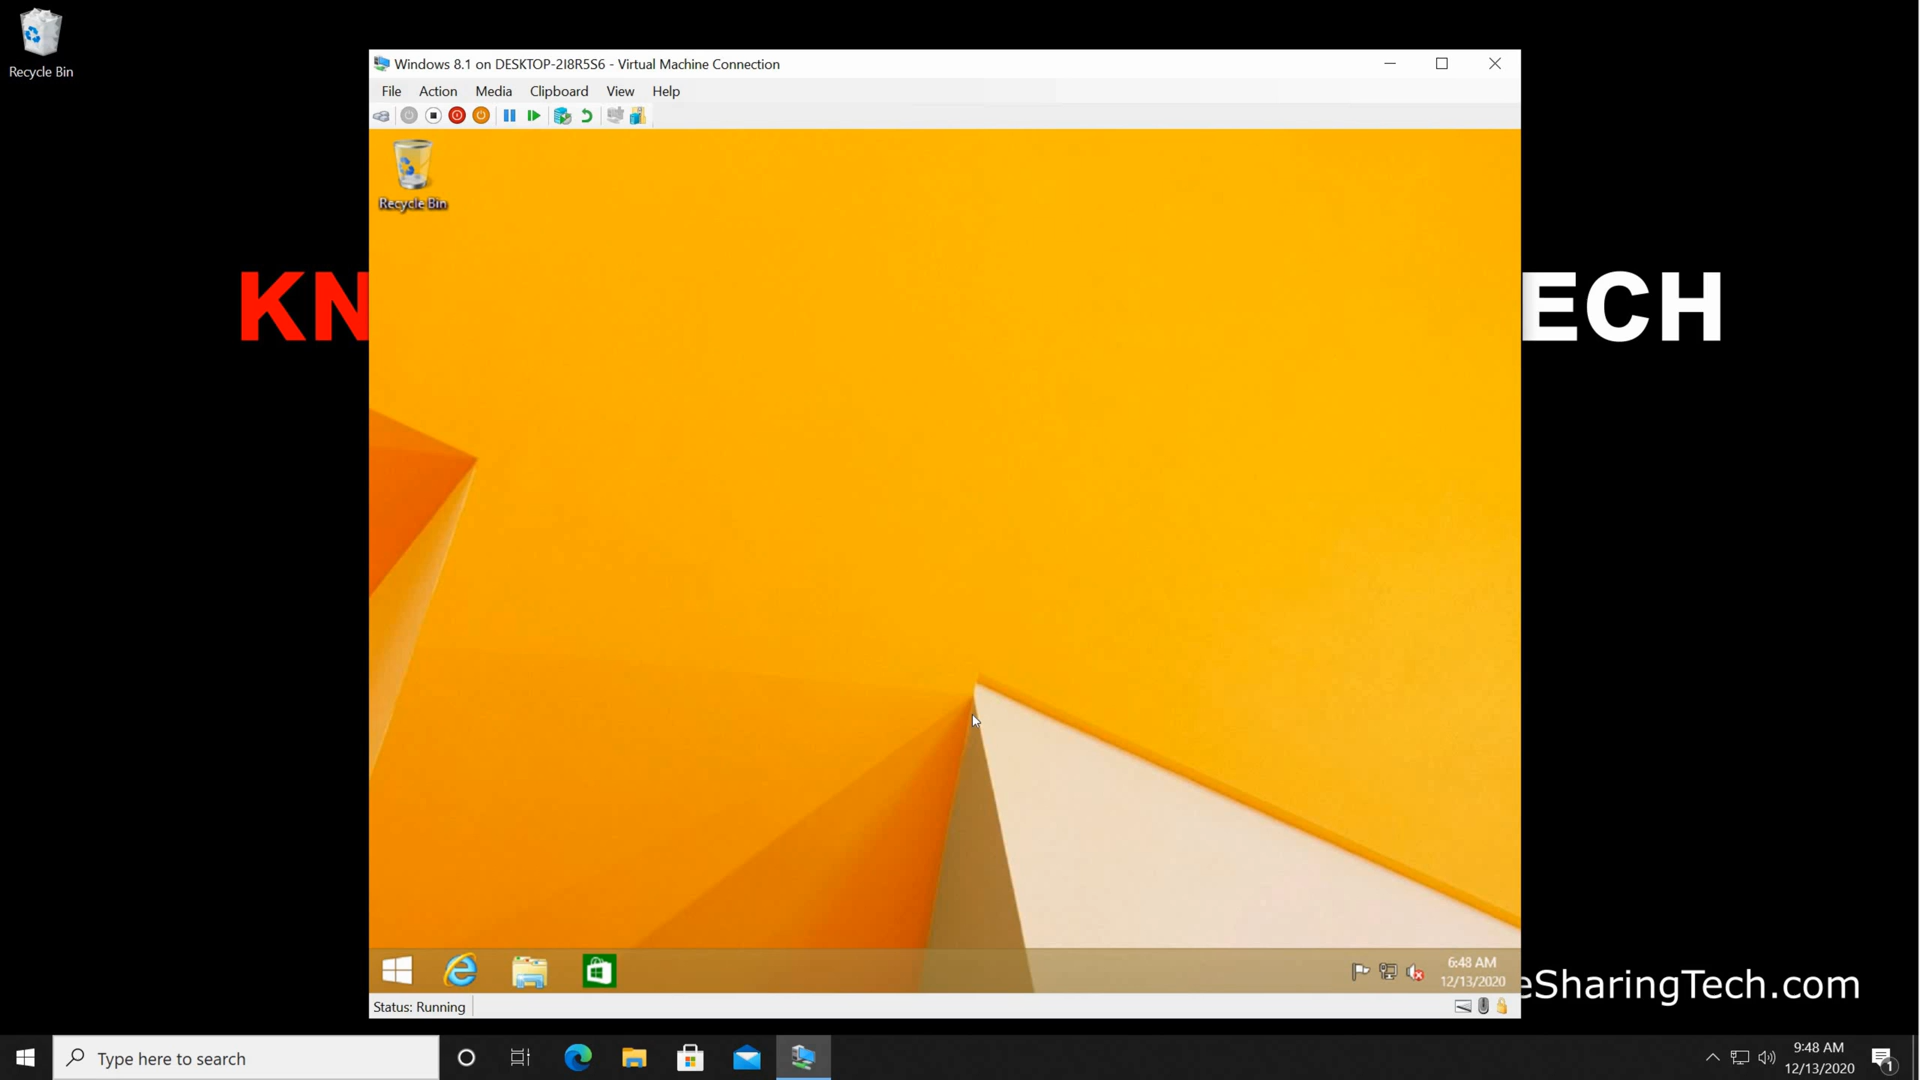 Recycle Bin
Windows 8.1 on DESKTOP-2I8R5S6 - Virtual Machine Connection
File Action Media Clipboard View Help
Recycle Bin
KN
ECH
6:48 AM
12/13/2020
eSharingTech.com
Status: Running
Type here to search
9:48 AM
12/13/2020
1